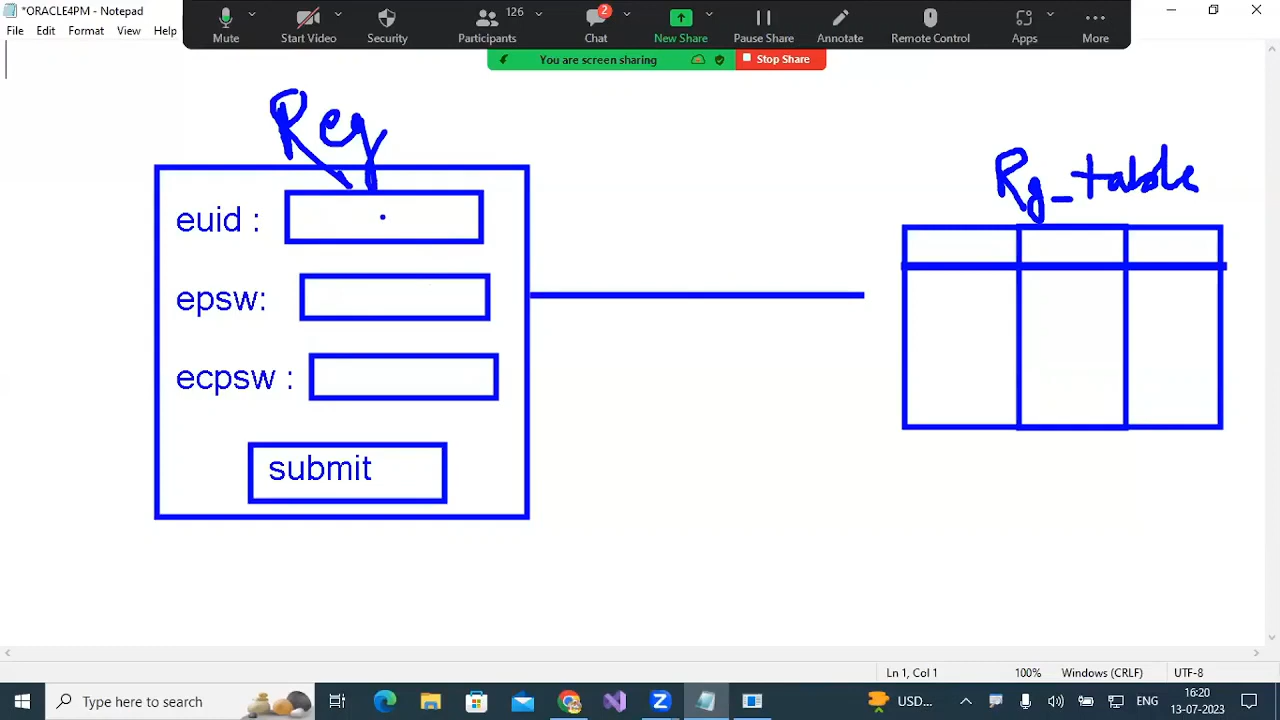 *ORACLE4PM - Notepad
File Edit Format View Help
Mute Start Video Security 126 Participants 2 Chat New Share Pause Share Annotate Remote Control Apps More
You are screen sharing Stop Share
Reg
Rg_table
euid :
epsw:
ecpsw :
submit
Ln 1, Col 1 100% Windows (CRLF) UTF-8
Type here to search USD... ENG 16:20
13-07-2023